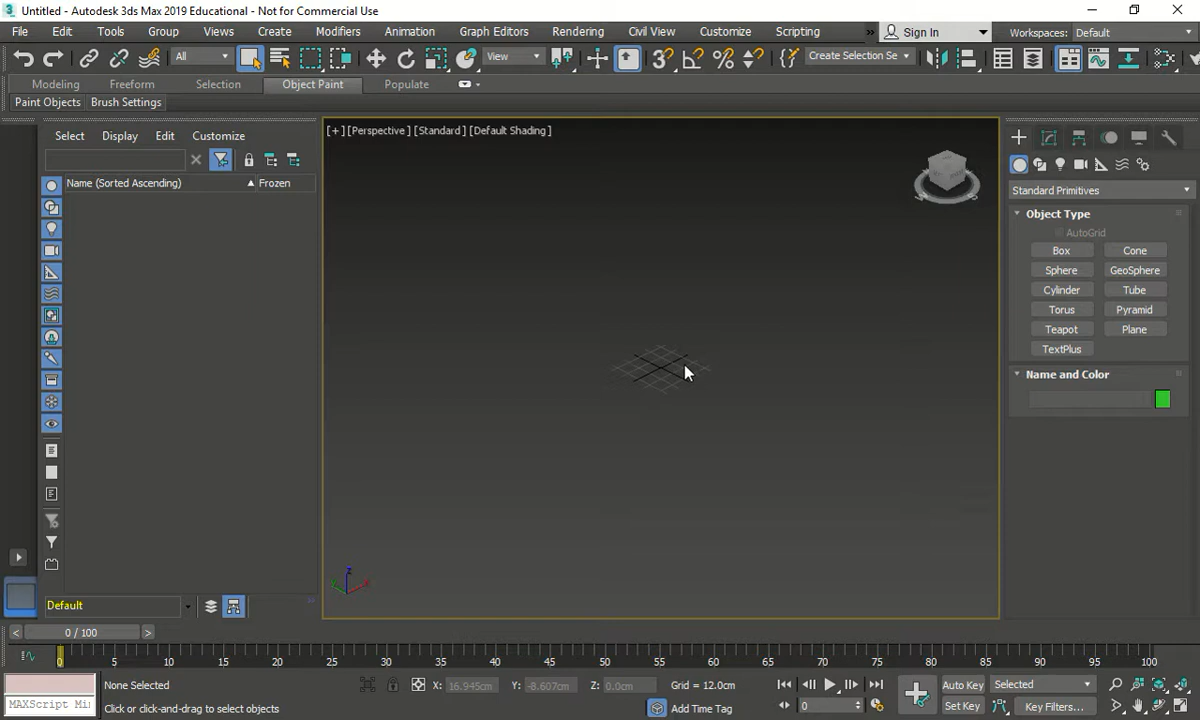 Untitled - Autodesk 3ds Max 2019 Educational - Not for Commercial Use
File Edit Tools Group Views Create Modifiers Animation Graph Editors Rendering Civil View Customize Scripting » Sign In Workspaces: Default
All View Create Selection Se
Modeling Freeform Selection Object Paint Populate
Paint Objects Brush Settings
Select Display Edit Customize
[+] [Perspective] [Standard] [Default Shading]
Name (Sorted Ascending) Frozen
Standard Primitives
Object Type
AutoGrid
Box Cone
Sphere GeoSphere
Cylinder Tube
Torus Pyramid
Teapot Plane
TextPlus
Name and Color
z
x
Default
< 0 / 100 >
0 5 10 15 20 25 30 35 40 45 50 55 60 65 70 75 80 85 90 95 100
None Selected X: 16.945cm Y: -8.607cm Z: 0.0cm Grid = 12.0cm Auto Key Selected
MAXScript Mi Click or click-and-drag to select objects Add Time Tag 0 Set Key Key Filters...